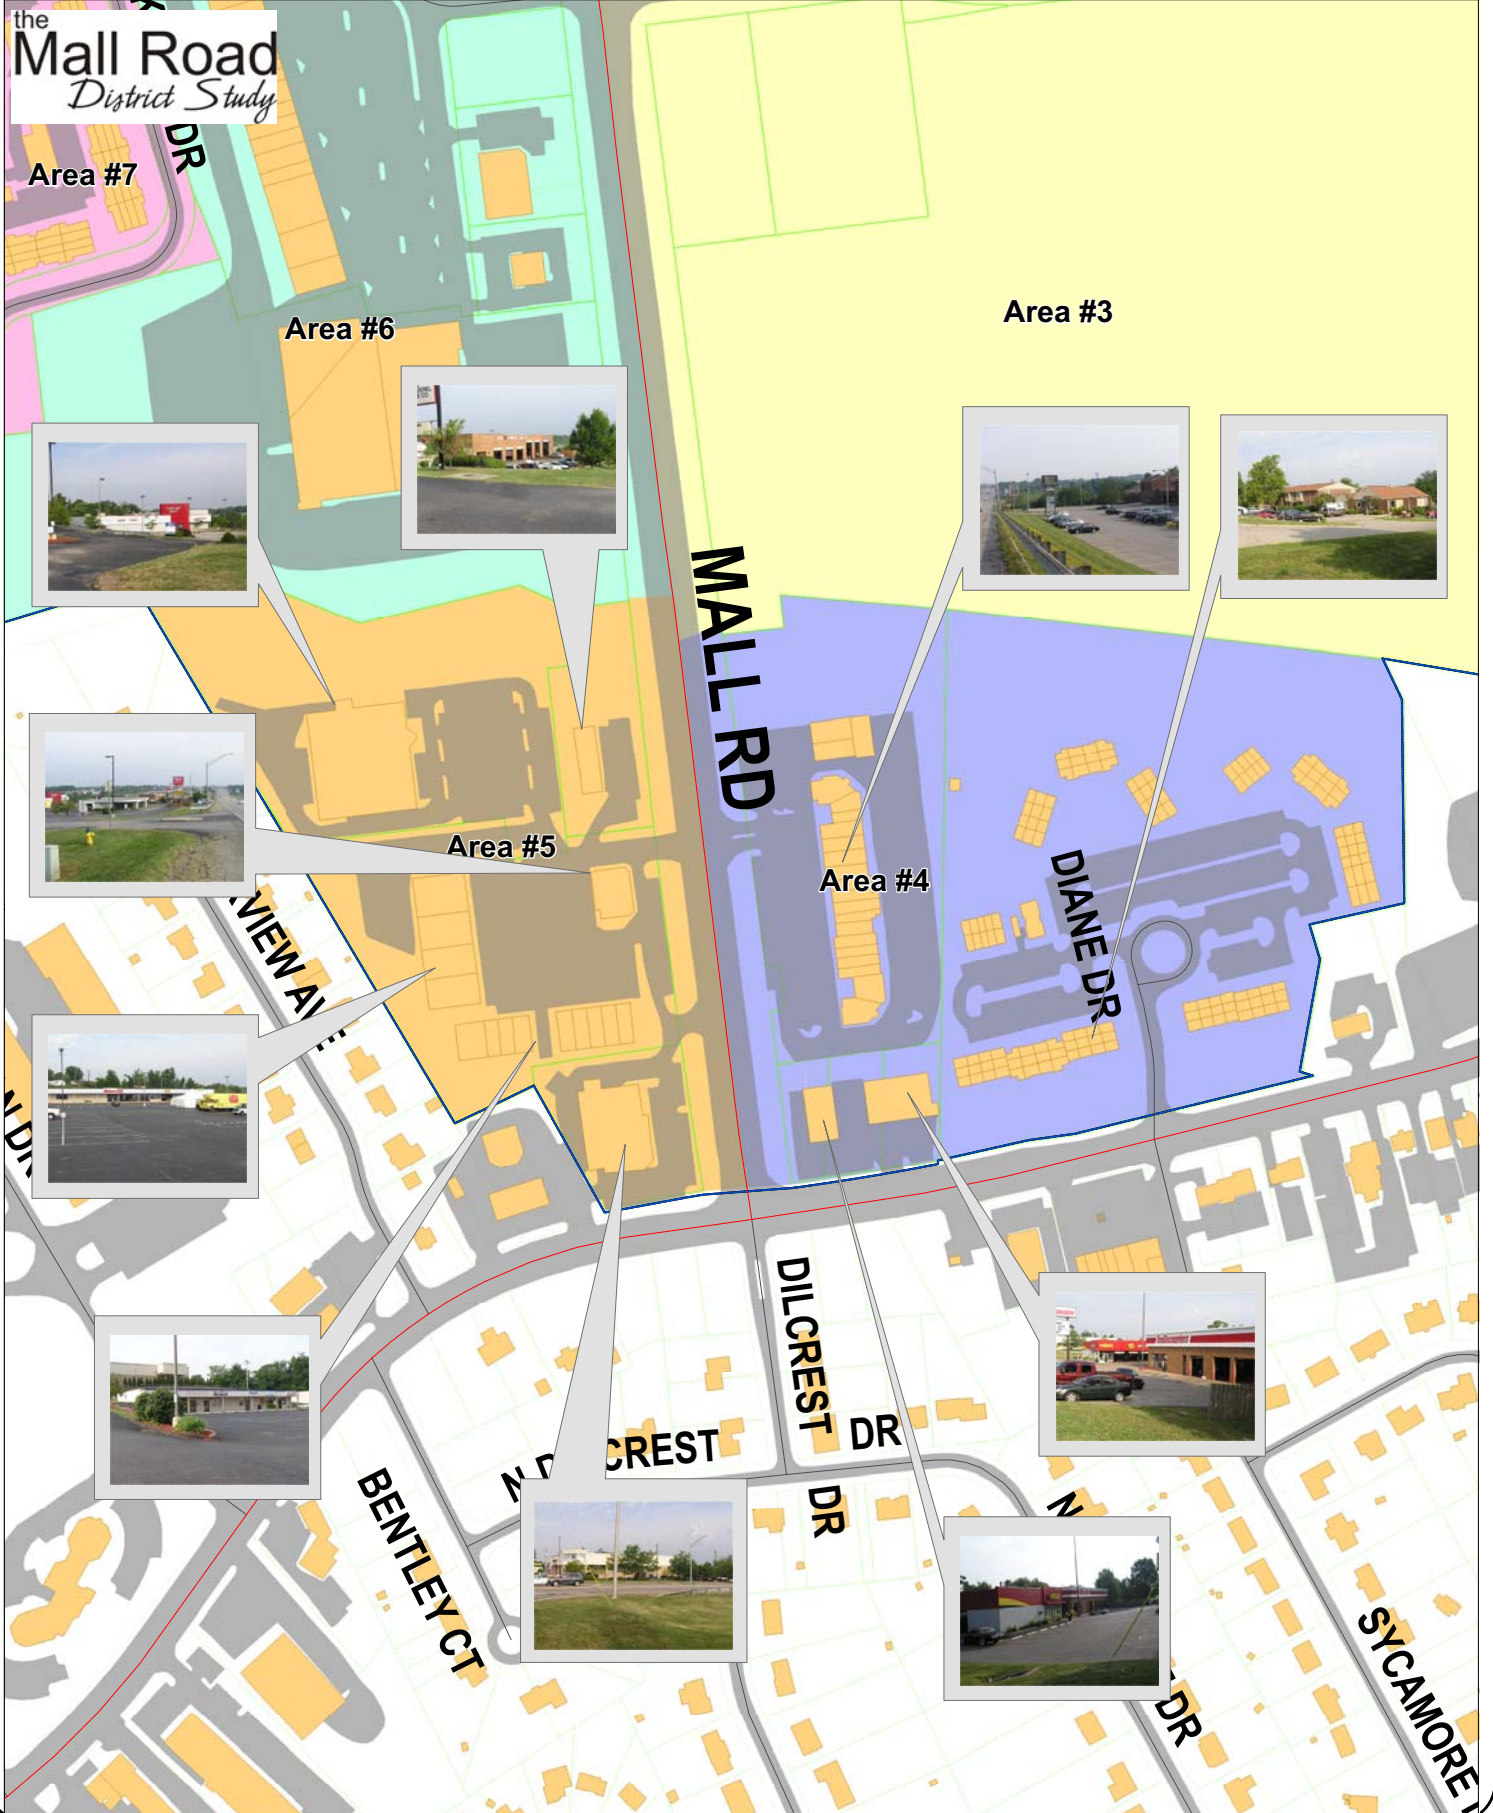 the
Mall Road
District Study
DR
Area #7
Area #6
Area #3
MALL RD
Area #5
Area #4
DIANE DR
VIEW AVE
N DR
DILCREST
DR
CREST
DR
N
DR
BENTLEY CT
SYCAMORE